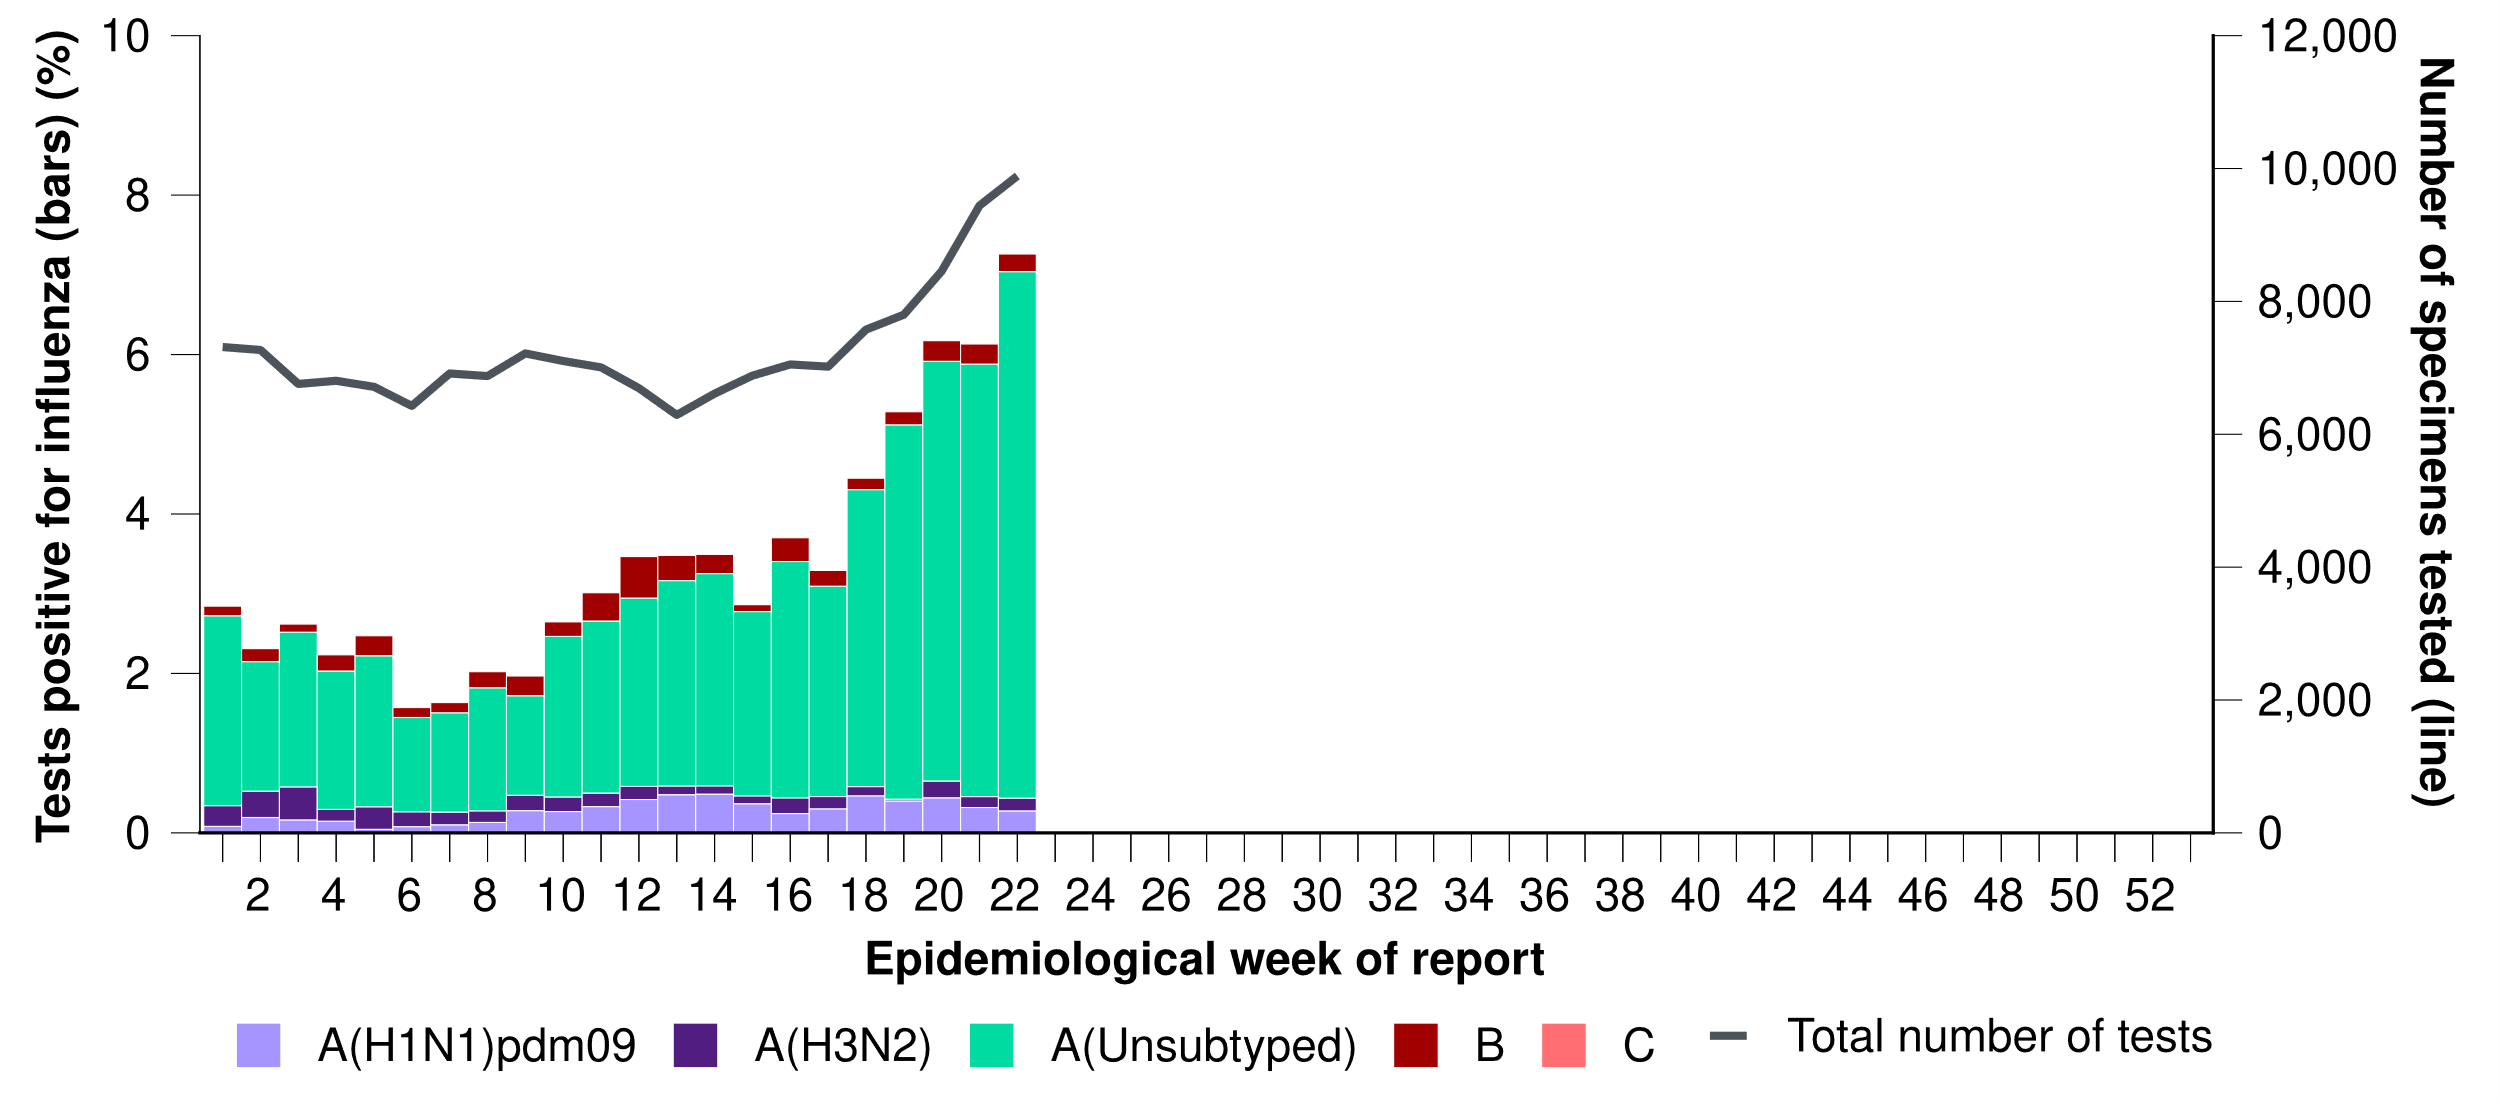 Tests positive for influenza (bars) (%)
10
8
6
4
2
0
12,000
10,000
8,000
6,000
4,000
2,000
0
Number of specimens tested (line)
2 4 6 8 10 12 14 16 18 20 22 24 26 28 30 32 34 36 38 40 42 44 46 48 50 52
Epidemiological week of report
A(H1N1)pdm09 A(H3N2) A(Unsubtyped) B C Total number of tests